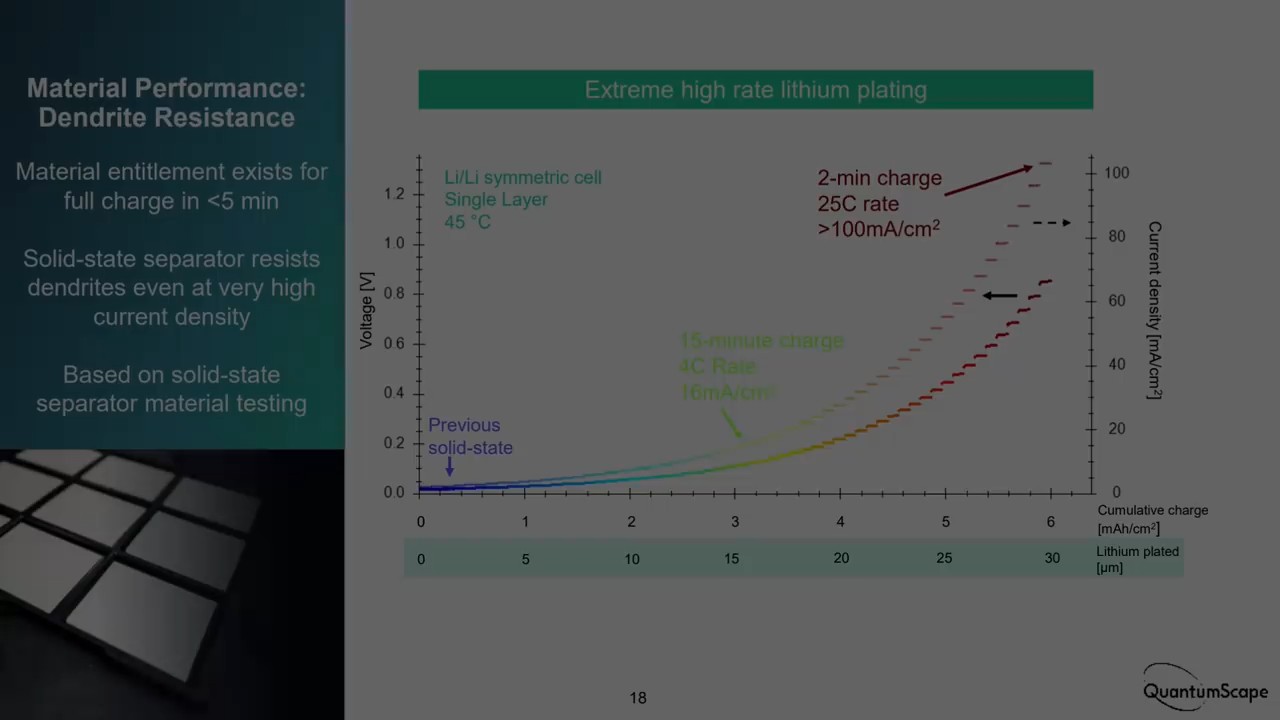 Material Performance:
Dendrite Resistance
Material entitlement exists for
full charge in <5 min
Solid-state separator resists
dendrites even at very high
current density
Based on solid-state
separator material testing
Extreme high rate lithium plating
Li/Li symmetric cell
Single Layer
45 °C
2-min charge
25C rate
>100mA/cm²
15-minute charge
4C Rate
16mA/cm²
Previous
solid-state
Voltage [V]
1.2
1.0
0.8
0.6
0.4
0.2
0.0
100
80
60
40
20
0
Current density [mA/cm²]
0 1 2 3 4 5 6
Cumulative charge
[mAh/cm²]
0 5 10 15 20 25 30
Lithium plated
[µm]
18
QuantumScape